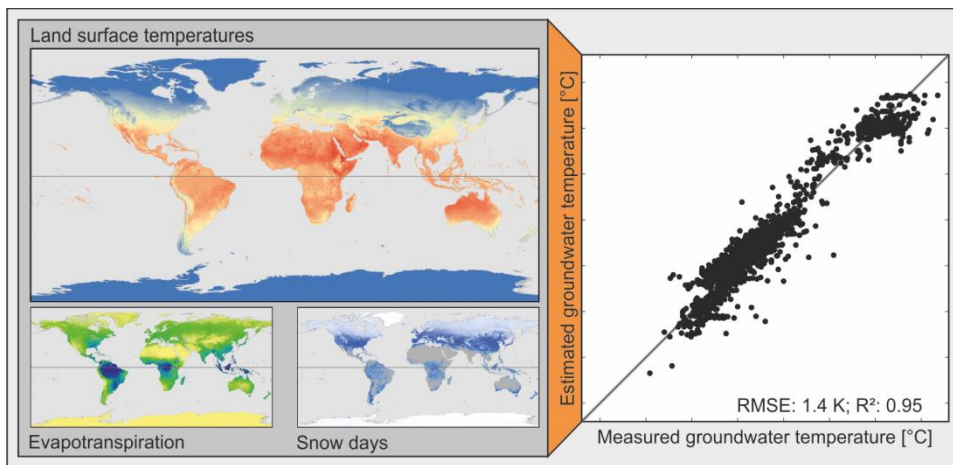 Land surface temperatures
Evapotranspiration
Snow days
Estimated groundwater temperature [°C]
RMSE: 1.4 K; R²: 0.95
Measured groundwater temperature [°C]